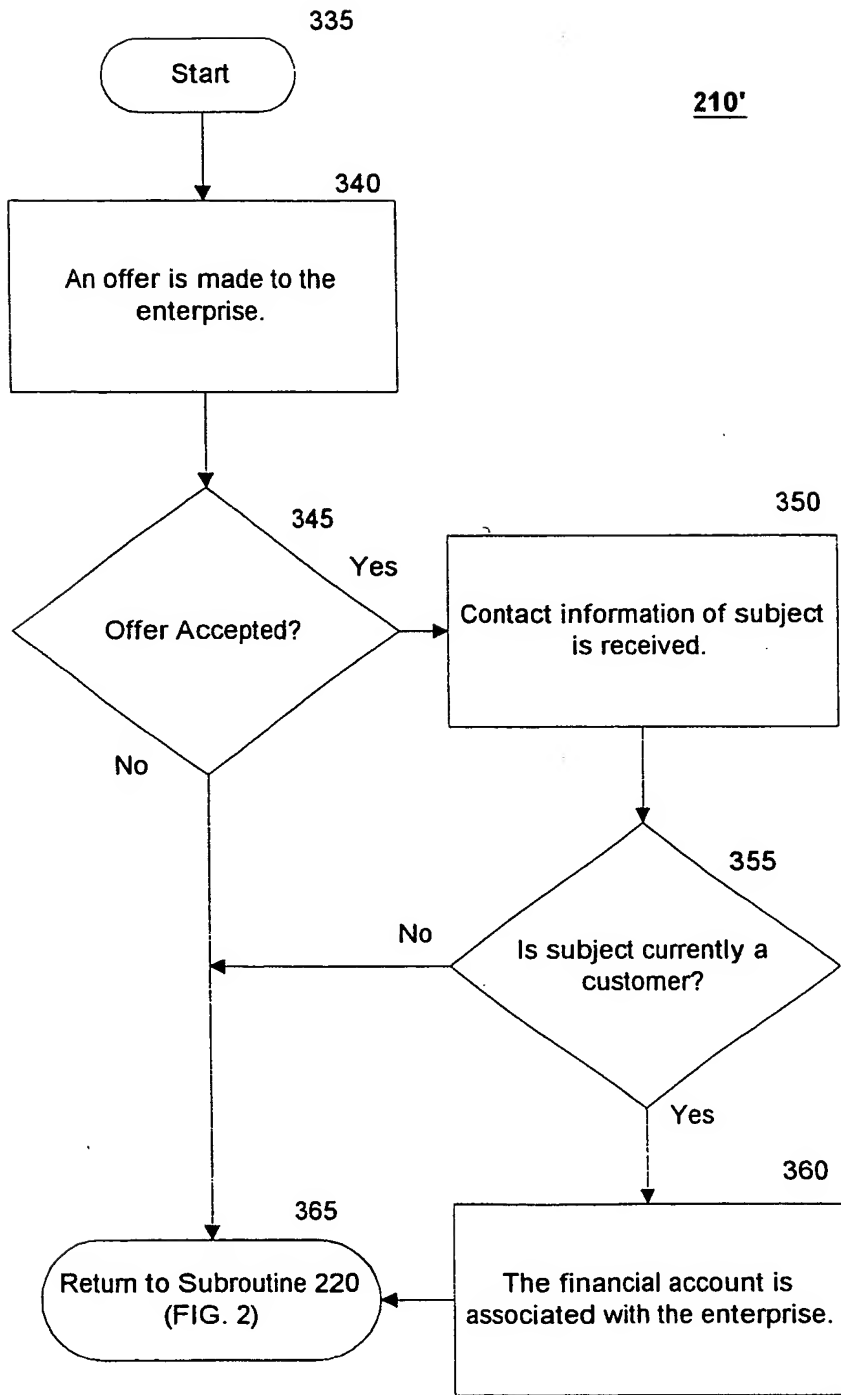 335
Start
210'
340
An offer is made to the
enterprise.
345
Yes
350
Offer Accepted?
Contact information of subject
is received.
No
355
No
Is subject currently a
customer?
Yes
360
365
Return to Subroutine 220
(FIG. 2)
The financial account is
associated with the enterprise.